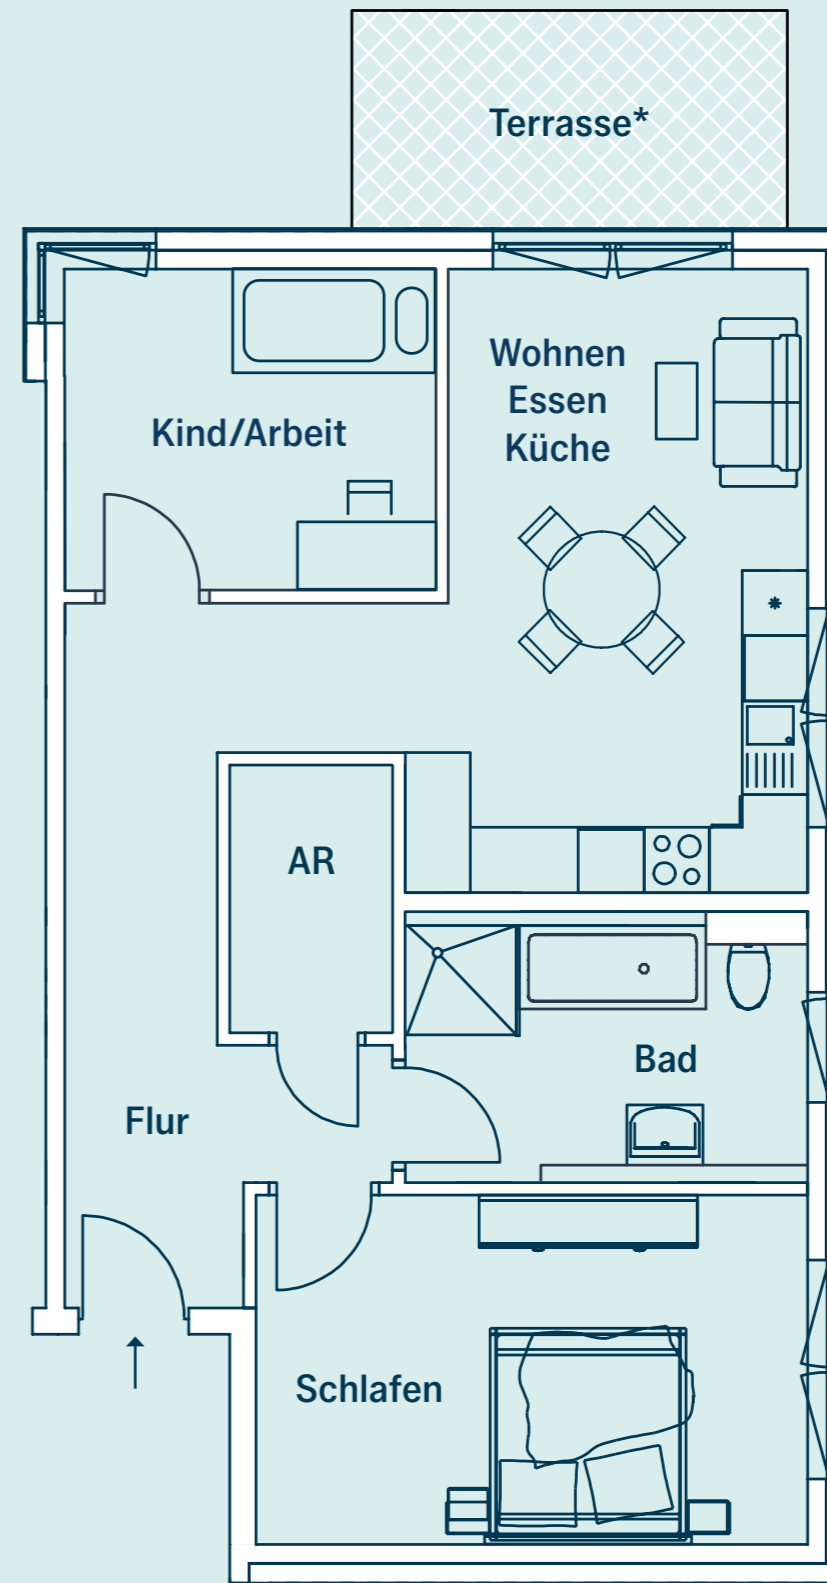 Terrasse*
Wohnen
Essen
Küche
Kind/Arbeit
AR
Bad
Flur
Schlafen